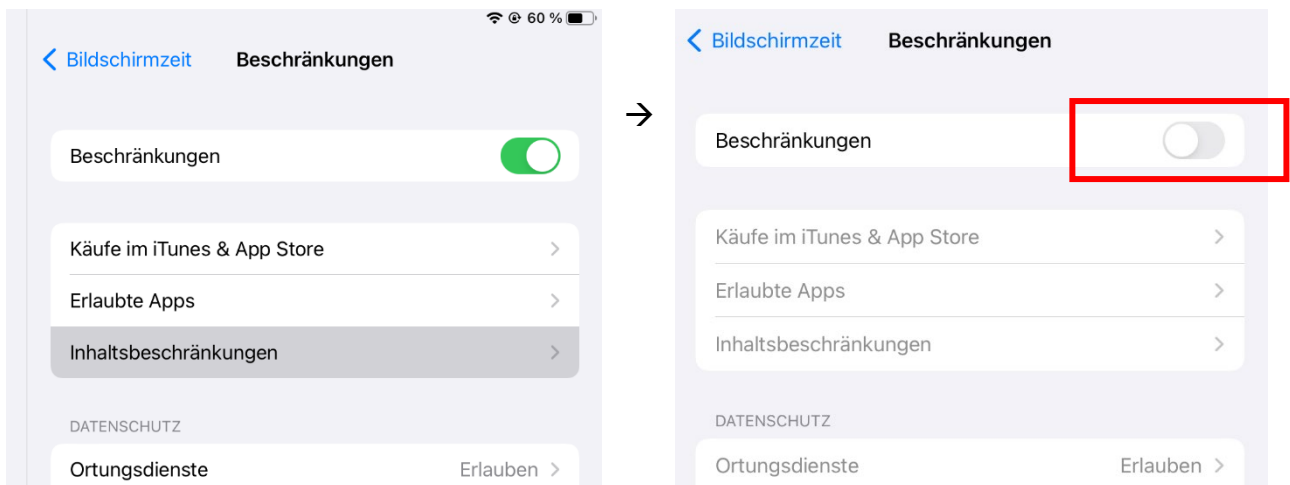 60 %
Bildschirmzeit Beschränkungen
Beschränkungen
Käufe im iTunes & App Store
Erlaubte Apps
Inhaltsbeschränkungen
DATENSCHUTZ
Ortungsdienste Erlauben
→
Bildschirmzeit Beschränkungen
Beschränkungen
Käufe im iTunes & App Store
Erlaubte Apps
Inhaltsbeschränkungen
DATENSCHUTZ
Ortungsdienste Erlauben